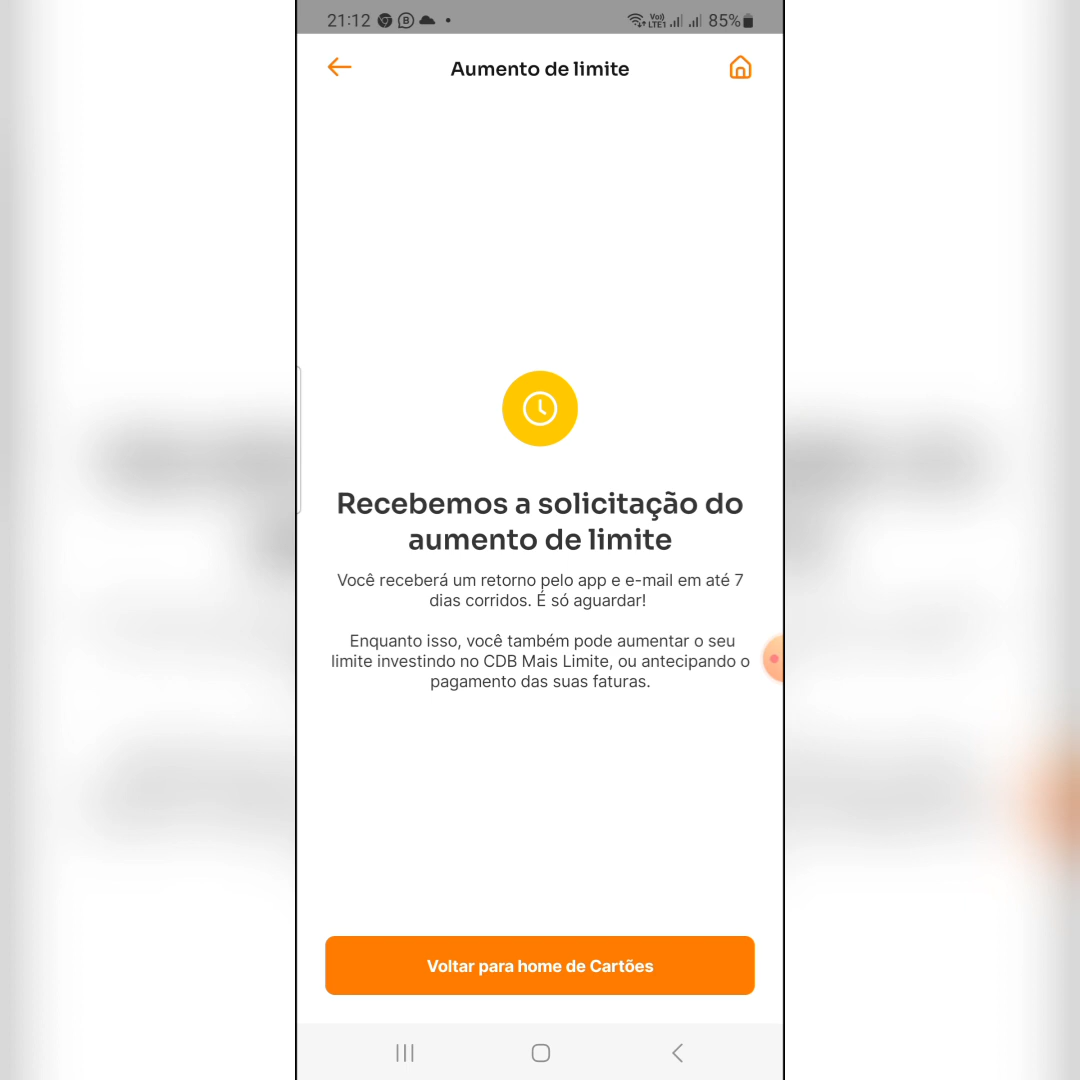 21:12
Vo)) LTE1 85%
Aumento de limite
Recebemos a solicitação do
aumento de limite
Você receberá um retorno pelo app e e-mail em até 7
dias corridos. É só aguardar!
Enquanto isso, você também pode aumentar o seu
limite investindo no CDB Mais Limite, ou antecipando o
pagamento das suas faturas.
Voltar para home de Cartões